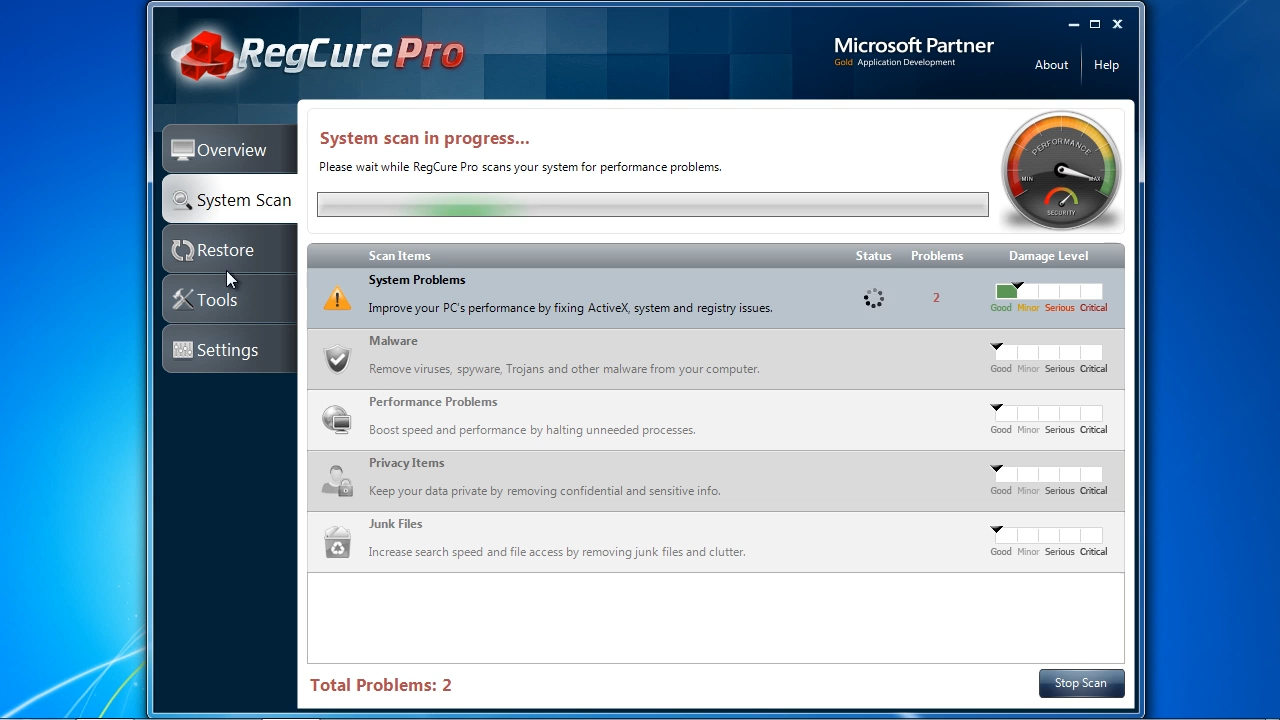 RegCure Pro
Microsoft Partner
Gold Application Development
About
Help
Overview
System Scan
Restore
Tools
Settings
System scan in progress...
Please wait while RegCure Pro scans your system for performance problems.
PERFORMANCE
MIN
MAX
SECURITY
Scan Items Status Problems Damage Level
System Problems
Improve your PC's performance by fixing ActiveX, system and registry issues.
2
Good Minor Serious Critical
Malware
Remove viruses, spyware, Trojans and other malware from your computer.
Good Minor Serious Critical
Performance Problems
Boost speed and performance by halting unneeded processes.
Good Minor Serious Critical
Privacy Items
Keep your data private by removing confidential and sensitive info.
Good Minor Serious Critical
Junk Files
Increase search speed and file access by removing junk files and clutter.
Good Minor Serious Critical
Total Problems: 2
Stop Scan